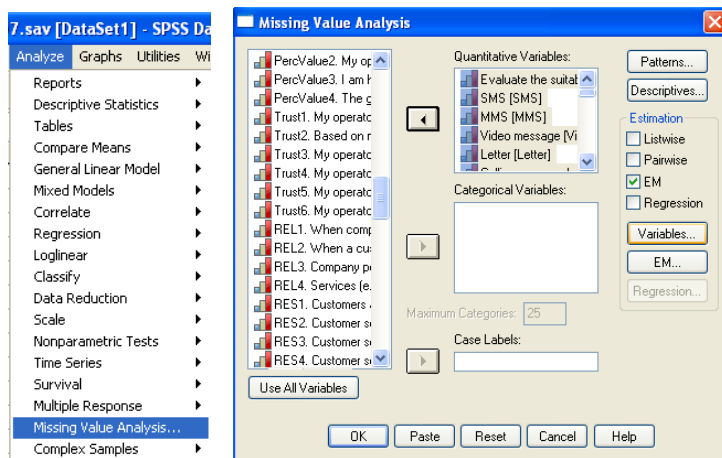 7.sav [DataSet1] - SPSS Da
Analyze Graphs Utilities Wi
Reports
Descriptive Statistics
Tables
Compare Means
General Linear Model
Mixed Models
Correlate
Regression
Loglinear
Classify
Data Reduction
Scale
Nonparametric Tests
Time Series
Survival
Multiple Response
Missing Value Analysis...
Complex Samples
Missing Value Analysis
PercValue2. My op
PercValue3. I am h
PercValue4. The g
Trust1. My operato
Trust2. Based on r
Trust3. My operato
Trust4. My operato
Trust5. My operato
Trust6. My operato
REL1. When comp
REL2. When a cus
REL3. Company p
REL4. Services (e.
RES1. Customers
RES2. Customer s
RES3. Customer s
RES4. Customer s
Use All Variables
Quantitative Variables:
Evaluate the suitab
SMS [SMS]
MMS [MMS]
Video message [Vi
Letter [Letter]
Categorical Variables:
Maximum Categories: 25
Case Labels:
Patterns...
Descriptives...
Estimation
Listwise
Pairwise
EM
Regression
Variables...
EM...
Regression...
OK Paste Reset Cancel Help